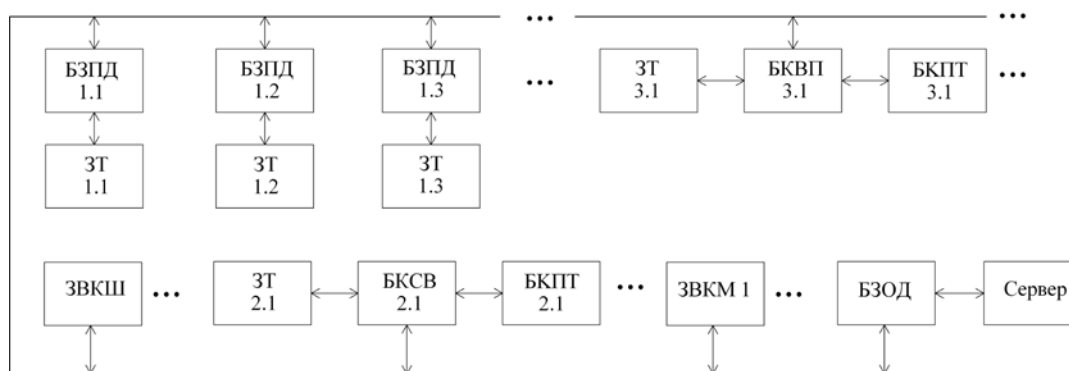 ...
...
БЗПД
1.1
БЗПД
1.2
БЗПД
1.3
...
ЗТ
3.1
БКВП
3.1
БКПТ
3.1
...
ЗТ
1.1
ЗТ
1.2
ЗТ
1.3
ЗВКШ
...
ЗТ
2.1
БКСВ
2.1
БКПТ
2.1
...
ЗВКМ 1
...
БЗОД
Сервер